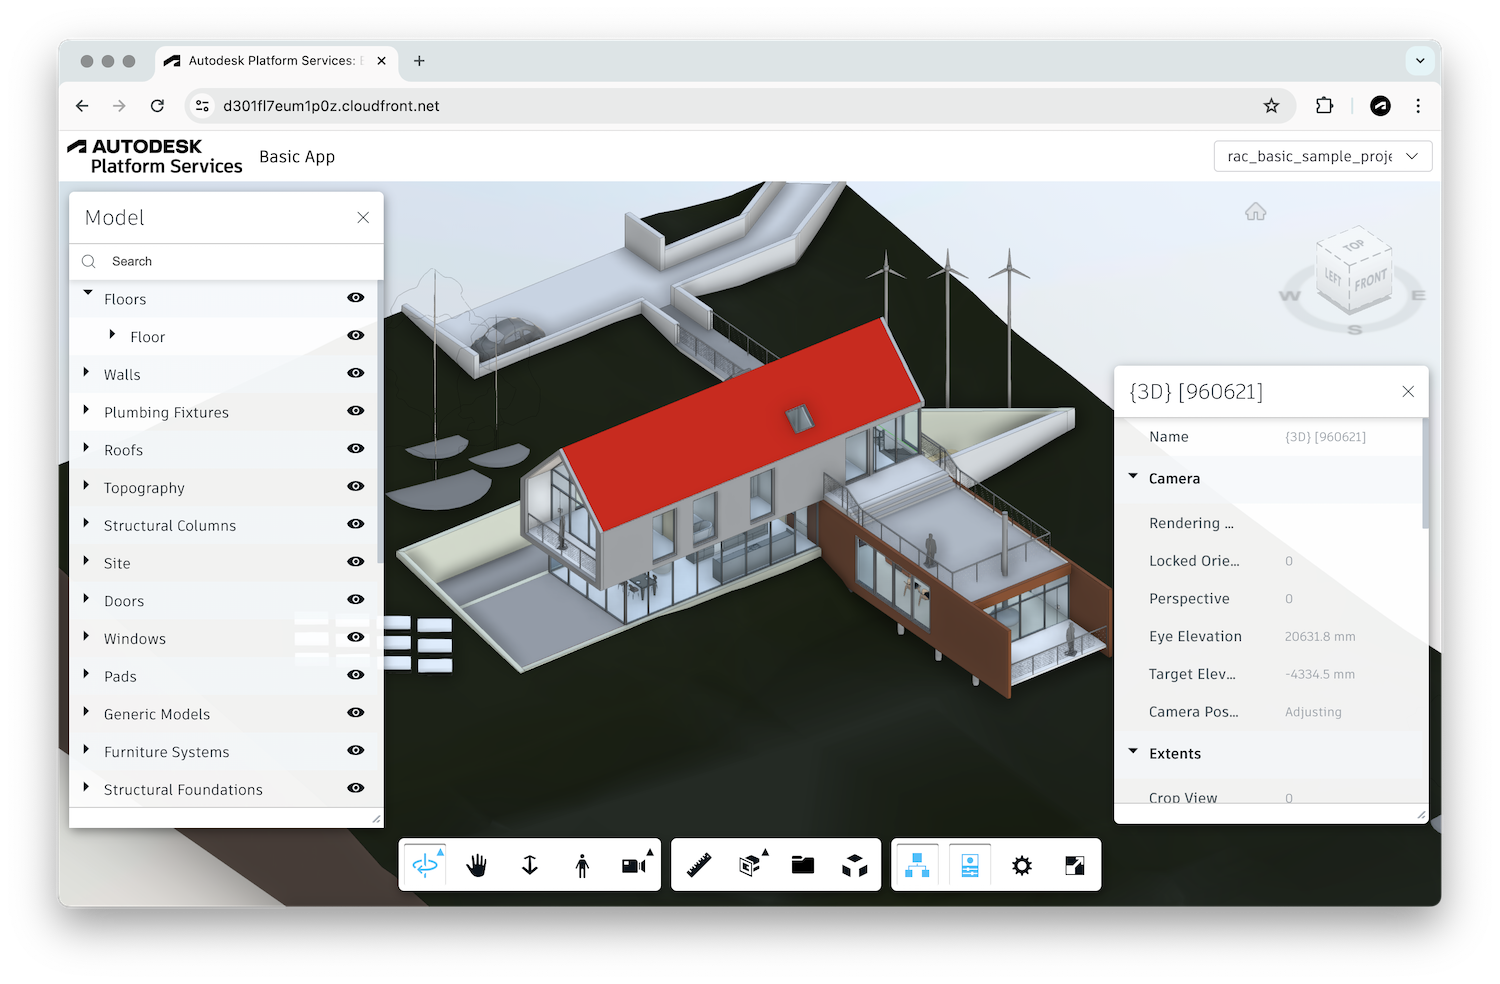 Autodesk Platform Services:
d301fl7eum1p0z.cloudfront.net
AUTODESK
Platform Services
Basic App
rac_basic_sample_proje
Model
Search
Floors
Floor
Walls
Plumbing Fixtures
Roofs
Topography
Structural Columns
Site
Doors
Windows
Pads
Generic Models
Furniture Systems
Structural Foundations
TOP
LEFT
FRONT
W
E
S
{3D} [960621]
Name {3D} [960621]
Camera
Rendering ...
Locked Orie... 0
Perspective 0
Eye Elevation 20631.8 mm
Target Elev... -4334.5 mm
Camera Pos... Adjusting
Extents
Crop View 0